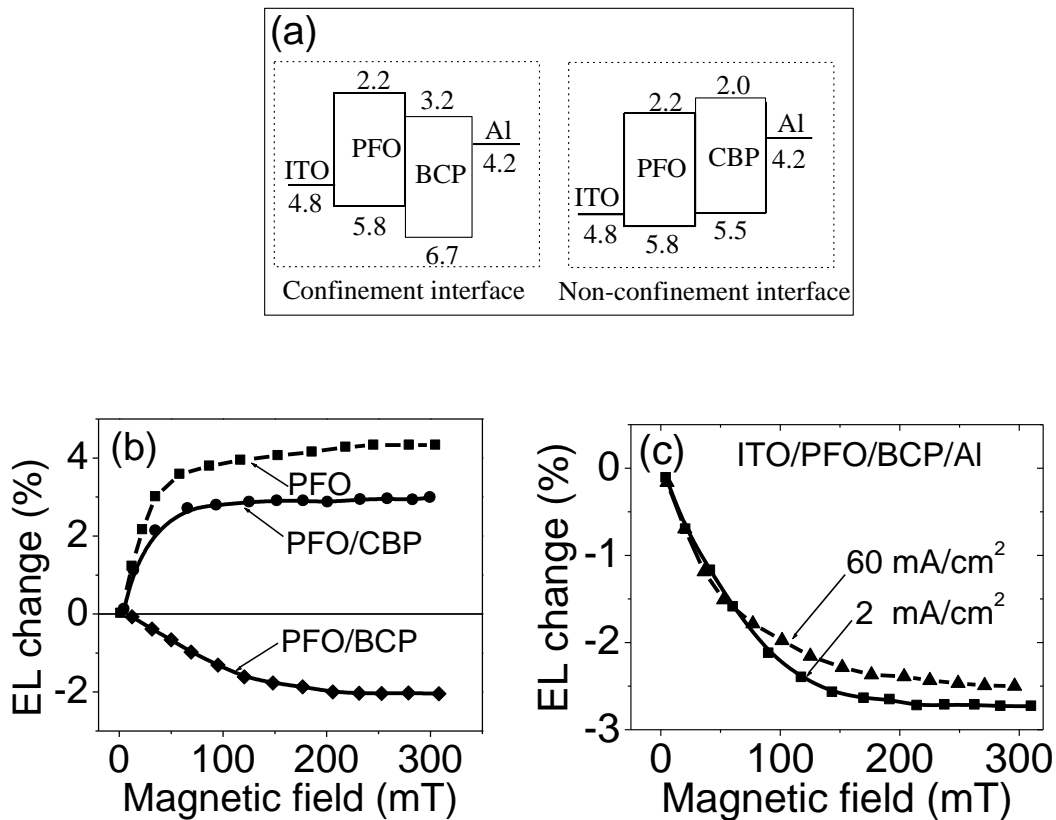 (a)
2.2
3.2
PFO
BCP
Al
4.2
ITO
4.8
5.8
6.7
Confinement interface
2.2
2.0
PFO
CBP
Al
4.2
ITO
4.8
5.8
5.5
Non-confinement interface
(b)
EL change (%)
4
2
0
-2
PFO
PFO/CBP
PFO/BCP
0 100 200 300
Magnetic field (mT)
(c)
ITO/PFO/BCP/Al
EL change (%)
0
-1
-2
-3
60 mA/cm²
2 mA/cm²
0 100 200 300
Magnetic field (mT)